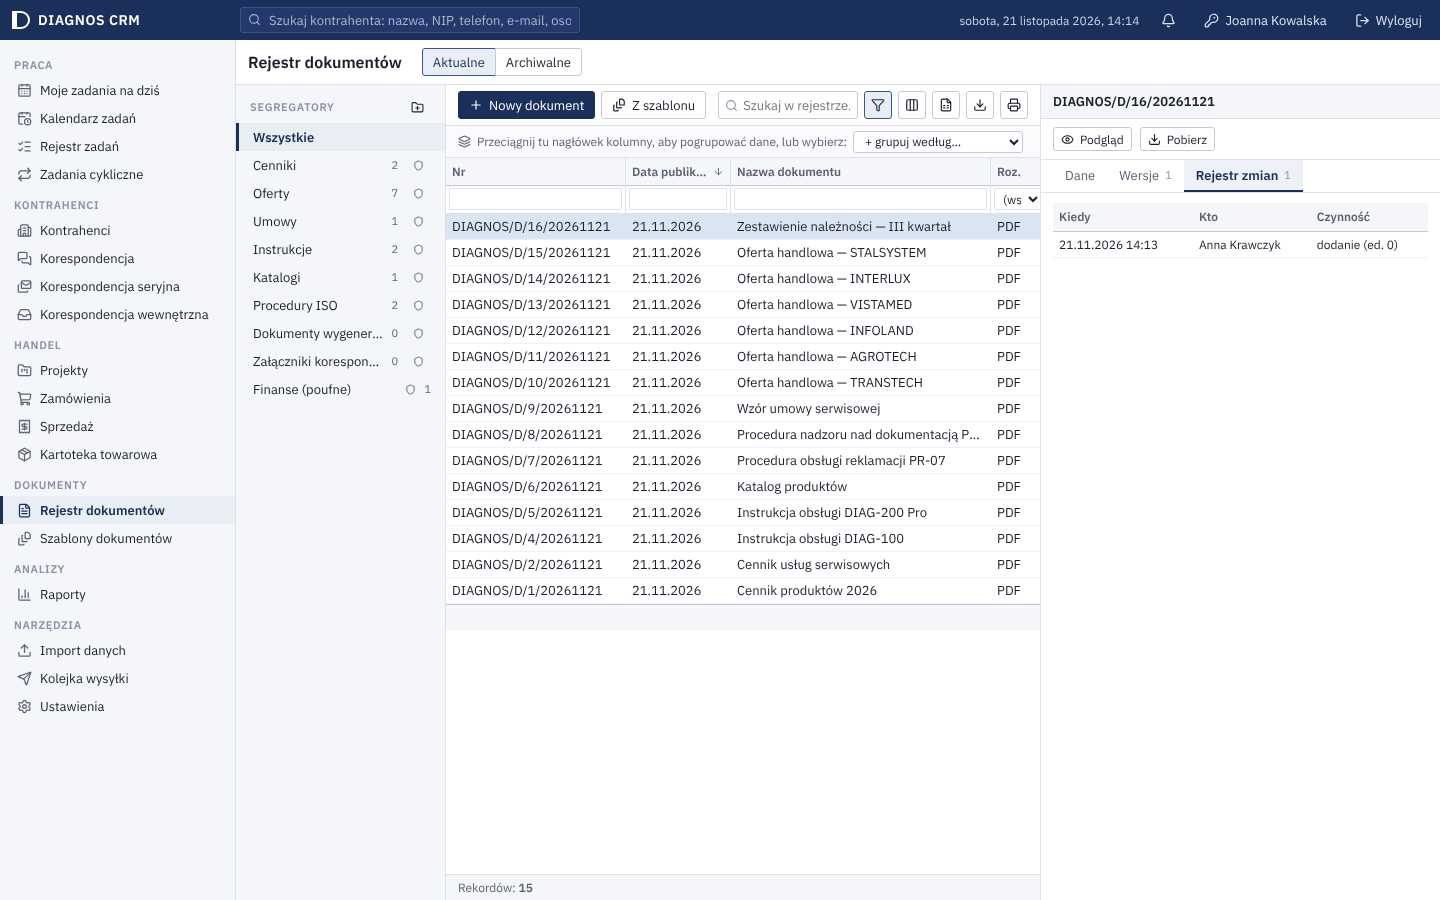 DIAGNOS CRM
Szukaj kontrahenta: nazwa, NIP, telefon, e-mail, oso
sobota, 21 listopada 2026, 14:14
Joanna Kowalska
Wyloguj
PRACA
Moje zadania na dziś
Kalendarz zadań
Rejestr zadań
Zadania cykliczne
KONTRAHENCI
Kontrahenci
Korespondencja
Korespondencja seryjna
Korespondencja wewnętrzna
HANDEL
Projekty
Zamówienia
Sprzedaż
Kartoteka towarowa
DOKUMENTY
Rejestr dokumentów
Szablony dokumentów
ANALIZY
Raporty
NARZĘDZIA
Import danych
Kolejka wysyłki
Ustawienia
Rejestr dokumentów
Aktualne
Archiwalne
SEGREGATORY
Wszystkie
Cenniki 2
Oferty 7
Umowy 1
Instrukcje 2
Katalogi 1
Procedury ISO 2
Dokumenty wygener... 0
Załączniki korespon... 0
Finanse (poufne) 1
Nowy dokument
Z szablonu
Szukaj w rejestrze.
Przeciągnij tu nagłówek kolumny, aby pogrupować dane, lub wybierz:
+ grupuj według...
Nr Data publik... Nazwa dokumentu Roz.
(ws
DIAGNOS/D/16/20261121 21.11.2026 Zestawienie należności — III kwartał PDF
DIAGNOS/D/15/20261121 21.11.2026 Oferta handlowa — STALSYSTEM PDF
DIAGNOS/D/14/20261121 21.11.2026 Oferta handlowa — INTERLUX PDF
DIAGNOS/D/13/20261121 21.11.2026 Oferta handlowa — VISTAMED PDF
DIAGNOS/D/12/20261121 21.11.2026 Oferta handlowa — INFOLAND PDF
DIAGNOS/D/11/20261121 21.11.2026 Oferta handlowa — AGROTECH PDF
DIAGNOS/D/10/20261121 21.11.2026 Oferta handlowa — TRANSTECH PDF
DIAGNOS/D/9/20261121 21.11.2026 Wzór umowy serwisowej PDF
DIAGNOS/D/8/20261121 21.11.2026 Procedura nadzoru nad dokumentacją P... PDF
DIAGNOS/D/7/20261121 21.11.2026 Procedura obsługi reklamacji PR-07 PDF
DIAGNOS/D/6/20261121 21.11.2026 Katalog produktów PDF
DIAGNOS/D/5/20261121 21.11.2026 Instrukcja obsługi DIAG-200 Pro PDF
DIAGNOS/D/4/20261121 21.11.2026 Instrukcja obsługi DIAG-100 PDF
DIAGNOS/D/2/20261121 21.11.2026 Cennik usług serwisowych PDF
DIAGNOS/D/1/20261121 21.11.2026 Cennik produktów 2026 PDF
Rekordów: 15
DIAGNOS/D/16/20261121
Podgląd
Pobierz
Dane
Wersje 1
Rejestr zmian 1
Kiedy Kto Czynność
21.11.2026 14:13 Anna Krawczyk dodanie (ed. 0)